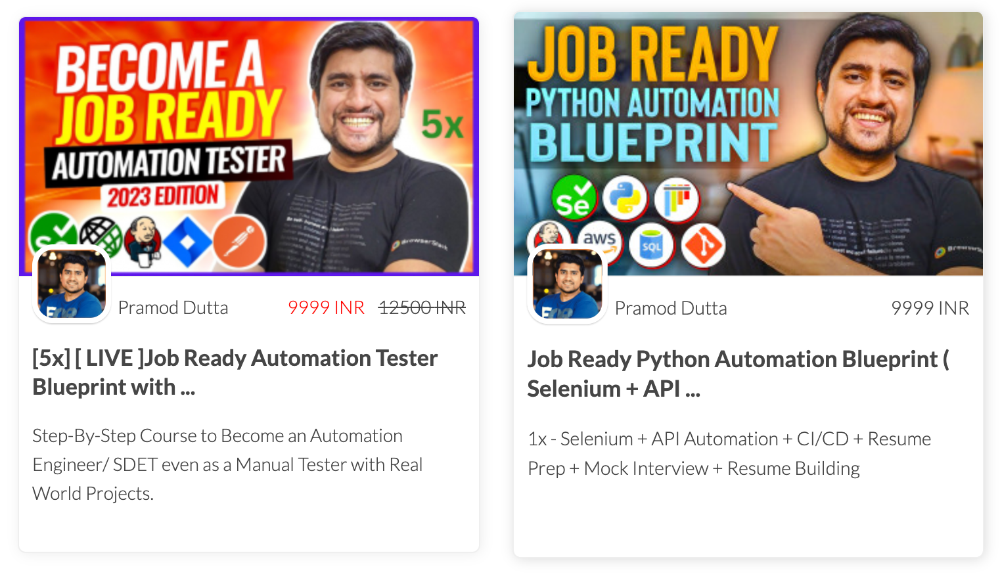 BECOME A
JOB READY
AUTOMATION TESTER
2023 EDITION
5x
Se
BrowserStack
Pramod Dutta
9999 INR 12500 INR
[5x] [ LIVE ]Job Ready Automation Tester
Blueprint with ...
Step-By-Step Course to Become an Automation
Engineer/ SDET even as a Manual Tester with Real
World Projects.
JOB READY
PYTHON AUTOMATION
BLUEPRINT
Se
aws
SQL
Pramod Dutta
9999 INR
Job Ready Python Automation Blueprint (
Selenium + API ...
1x - Selenium + API Automation + CI/CD + Resume
Prep + Mock Interview + Resume Building